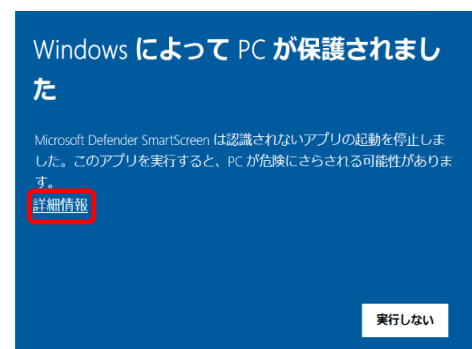 Windows によって PC が保護されまし
た
Microsoft Defender SmartScreen は認識されないアプリの起動を停止しま
した。このアプリを実行すると、PC が危険にさらされる可能性がありま
す。
詳細情報
実行しない